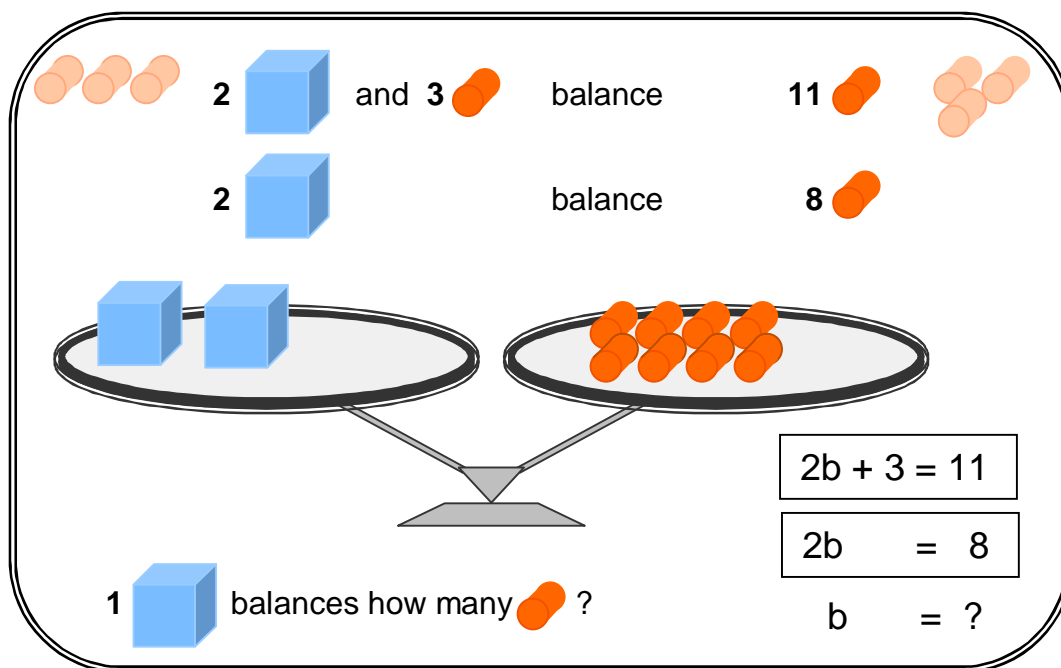 2 and 3 balance 11
2 balance 8
2b + 3 = 11
2b = 8
1 balances how many ?
b = ?